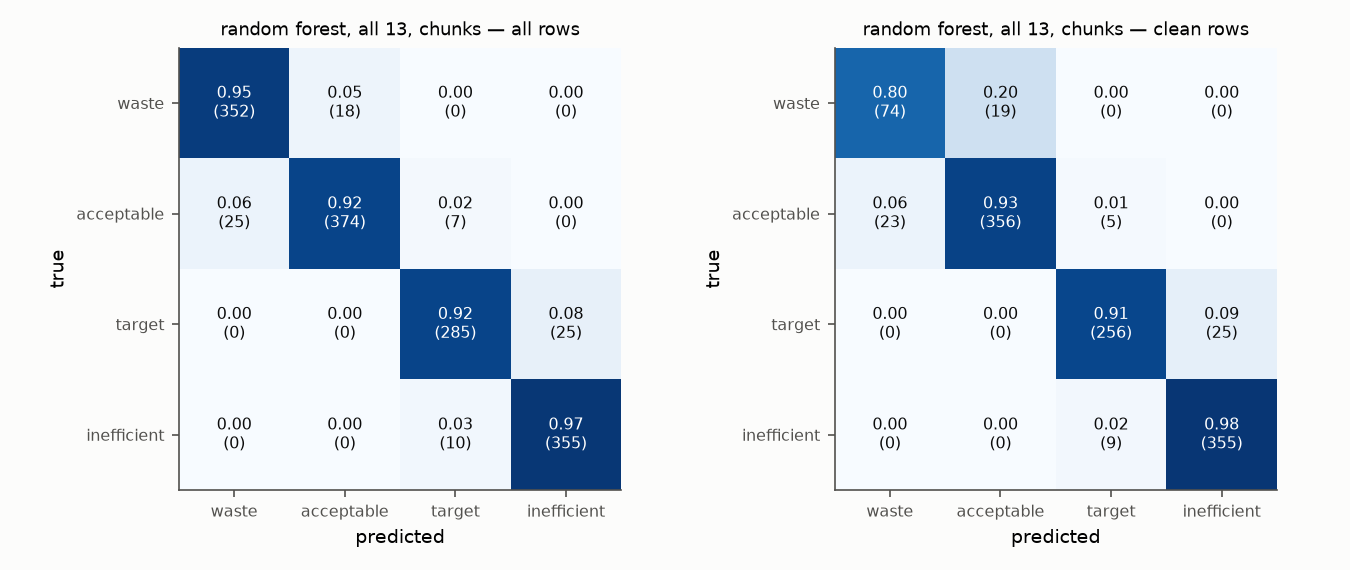 random forest, all 13, chunks — all rows
true
waste
0.95 0.05 0.00 0.00
(352) (18) (0) (0)
acceptable
0.06 0.92 0.02 0.00
(25) (374) (7) (0)
target
0.00 0.00 0.92 0.08
(0) (0) (285) (25)
inefficient
0.00 0.00 0.03 0.97
(0) (0) (10) (355)
waste acceptable target inefficient
predicted
random forest, all 13, chunks — clean rows
true
waste
0.80 0.20 0.00 0.00
(74) (19) (0) (0)
acceptable
0.06 0.93 0.01 0.00
(23) (356) (5) (0)
target
0.00 0.00 0.91 0.09
(0) (0) (256) (25)
inefficient
0.00 0.00 0.02 0.98
(0) (0) (9) (355)
waste acceptable target inefficient
predicted